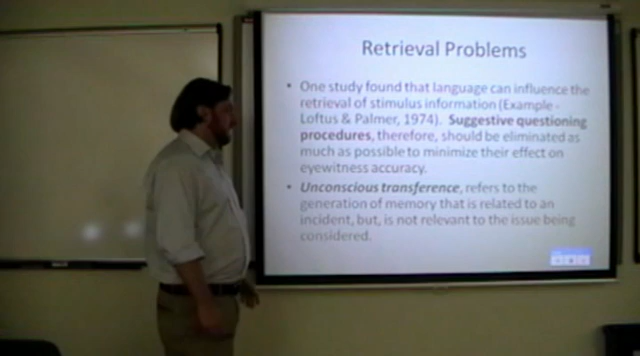 Retrieval Problems
• One study found that language can influence the
retrieval of stimulus information (Example -
Loftus & Palmer, 1974). Suggestive questioning
procedures, therefore, should be eliminated as
much as possible to minimize their effect on
eyewitness accuracy.
• Unconscious transference, refers to the
generation of memory that is related to an
incident, but, is not relevant to the issue being
considered.